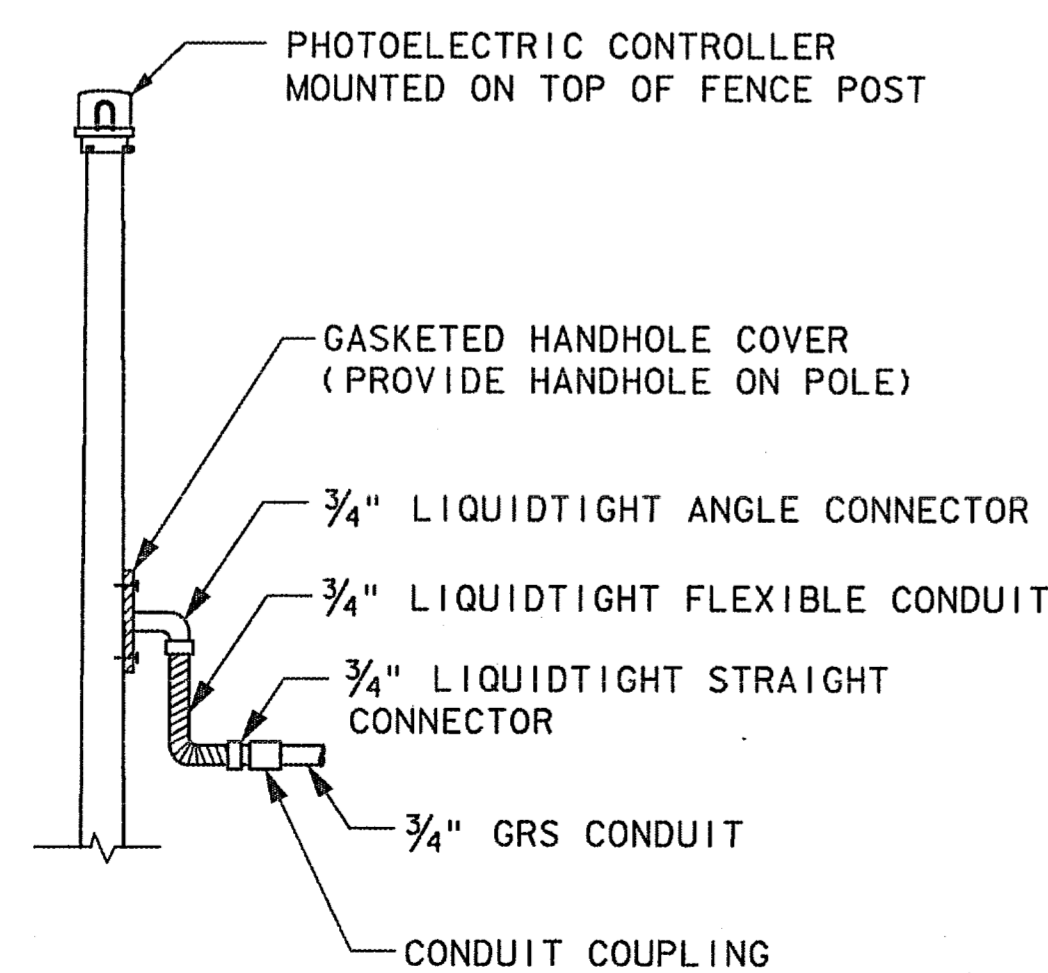 PHOTOELECTRIC CONTROLLER
MOUNTED ON TOP OF FENCE POST
GASKETED HANDHOLE COVER
(PROVIDE HANDHOLE ON POLE)
¾" LIQUIDTIGHT ANGLE CONNECTOR
¾" LIQUIDTIGHT FLEXIBLE CONDUIT
¾" LIQUIDTIGHT STRAIGHT
CONNECTOR
¾" GRS CONDUIT
CONDUIT COUPLING